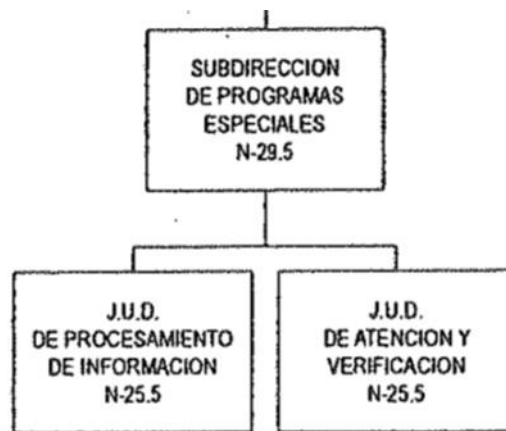 SUBDIRECCION
DE PROGRAMAS
ESPECIALES
N-29.5
J.U.D.
DE PROCESAMIENTO
DE INFORMACION
N-25.5
J.U.D.
DE ATENCION Y
VERIFICACION
N-25.5